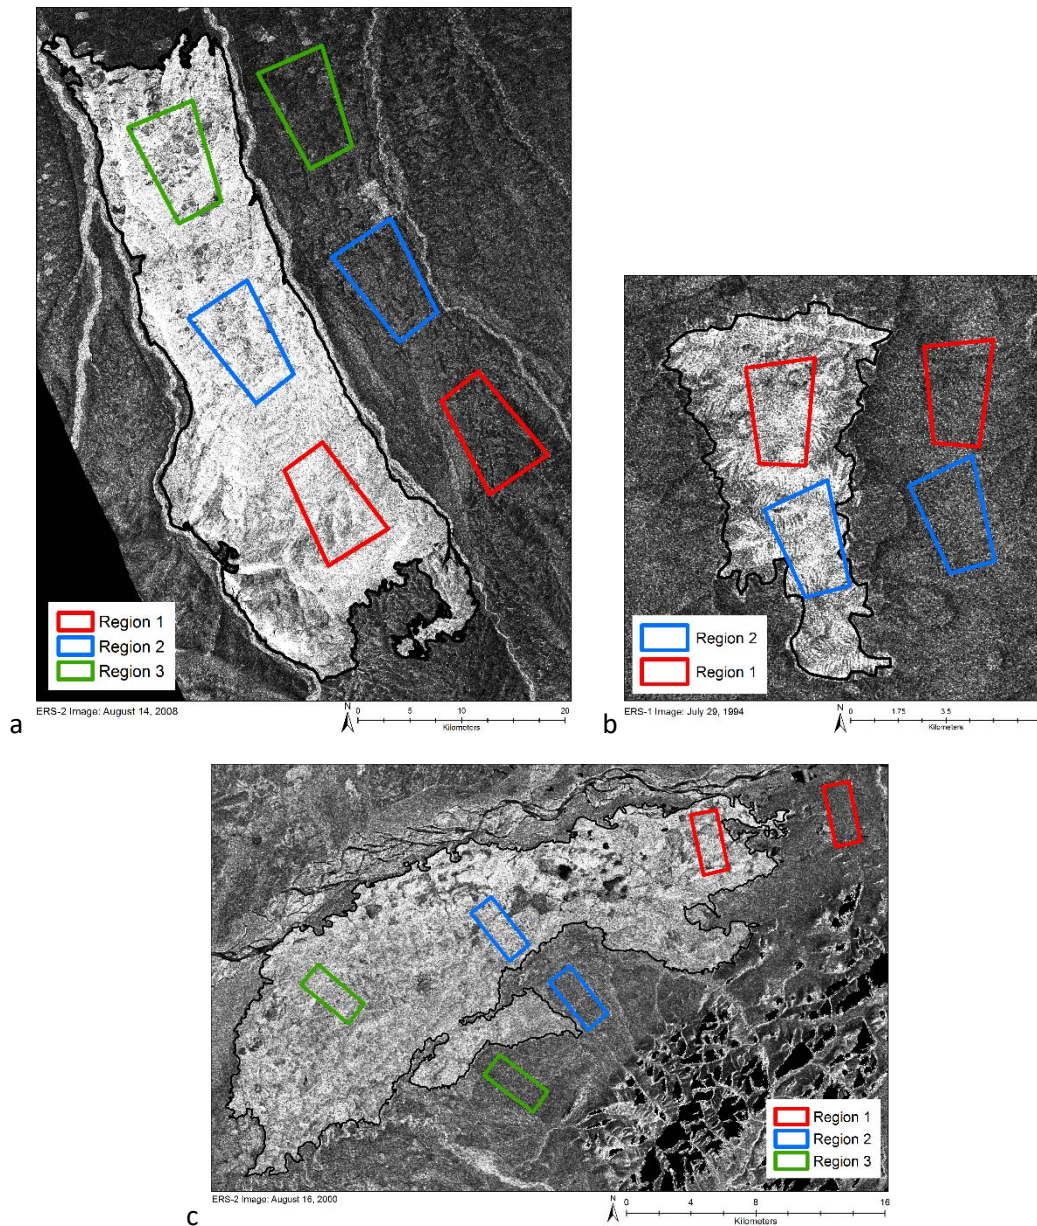 Region 1
Region 2
Region 3
ERS-2 Image: August 14, 2008
N
0 5 10 20
Kilometers
a
Region 2
Region 1
ERS-1 Image: July 29, 1994
N
0 1.75 3.5
Kilometers
b
Region 1
Region 2
Region 3
ERS-2 Image: August 16, 2000
N
0 4 8 12 16
Kilometers
c